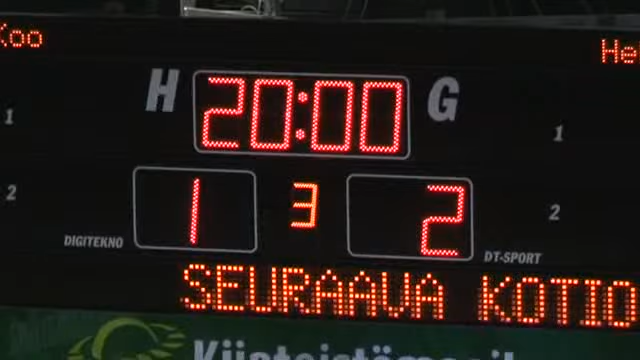 Koo He
H 20:00 G
1 1
1 3 2
2 2
DIGITEKNO DT-SPORT
SEURAAVA KOTIO